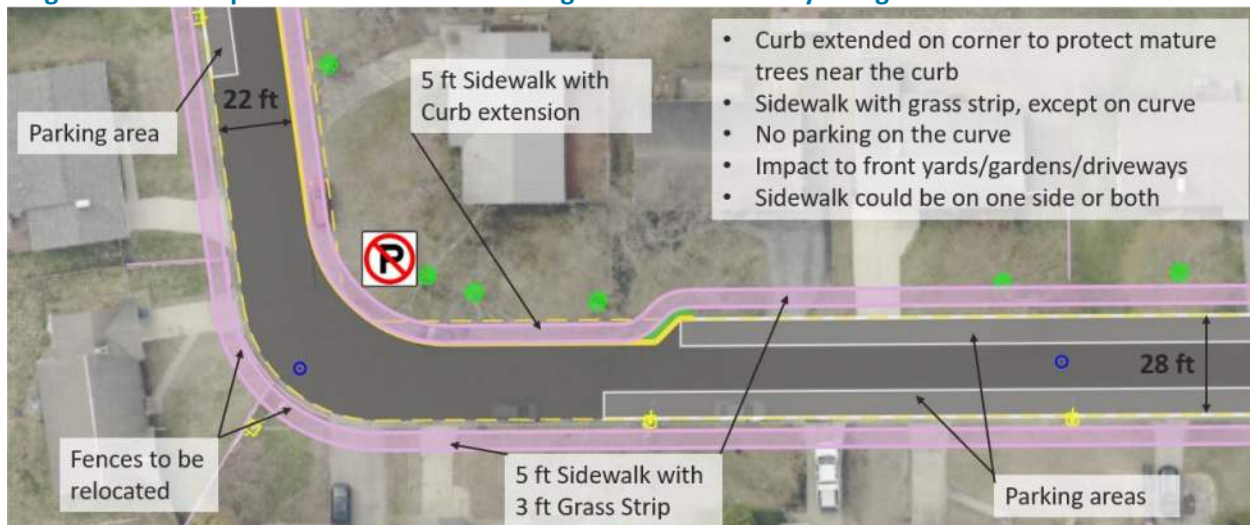 Parking area
22 ft
5 ft Sidewalk with
Curb extension
• Curb extended on corner to protect mature
trees near the curb
• Sidewalk with grass strip, except on curve
• No parking on the curve
• Impact to front yards/gardens/driveways
• Sidewalk could be on one side or both
P
28 ft
Fences to be
relocated
5 ft Sidewalk with
3 ft Grass Strip
Parking areas